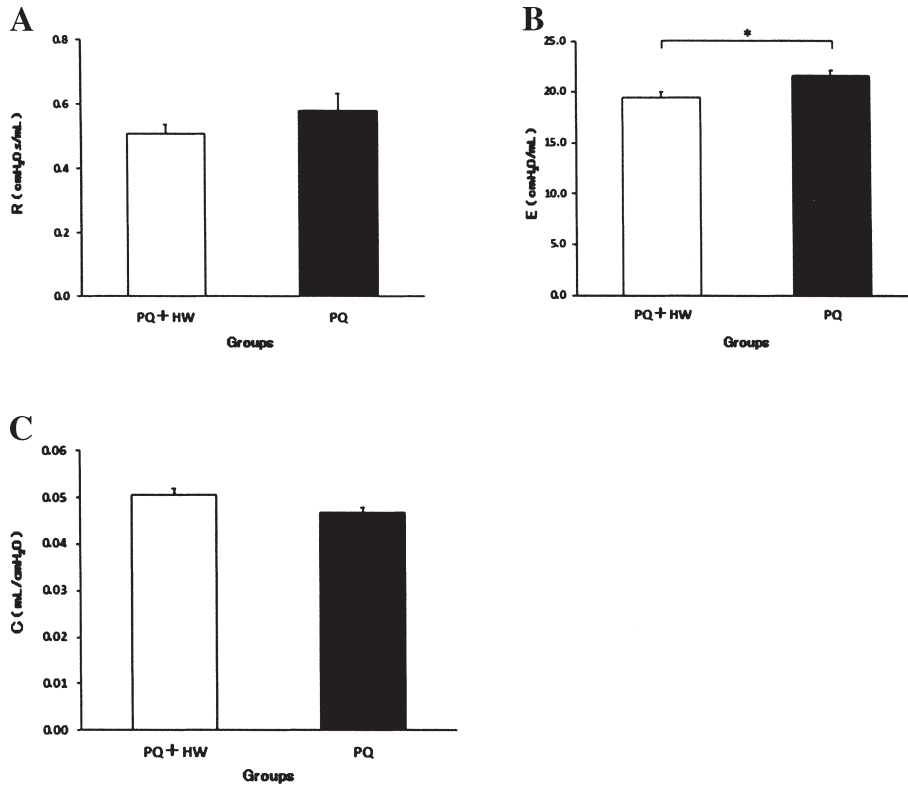 A
0.8
0.6
0.4
0.2
0.0
R (cmH₂O.s/mL)
PQ+HW
PQ
Groups
B
*
25.0
20.0
15.0
10.0
5.0
0.0
E (cmH₂O/mL)
PQ+HW
PQ
Groups
C
0.06
0.05
0.04
0.03
0.02
0.01
0.00
C (mL/cmH₂O)
PQ+HW
PQ
Groups